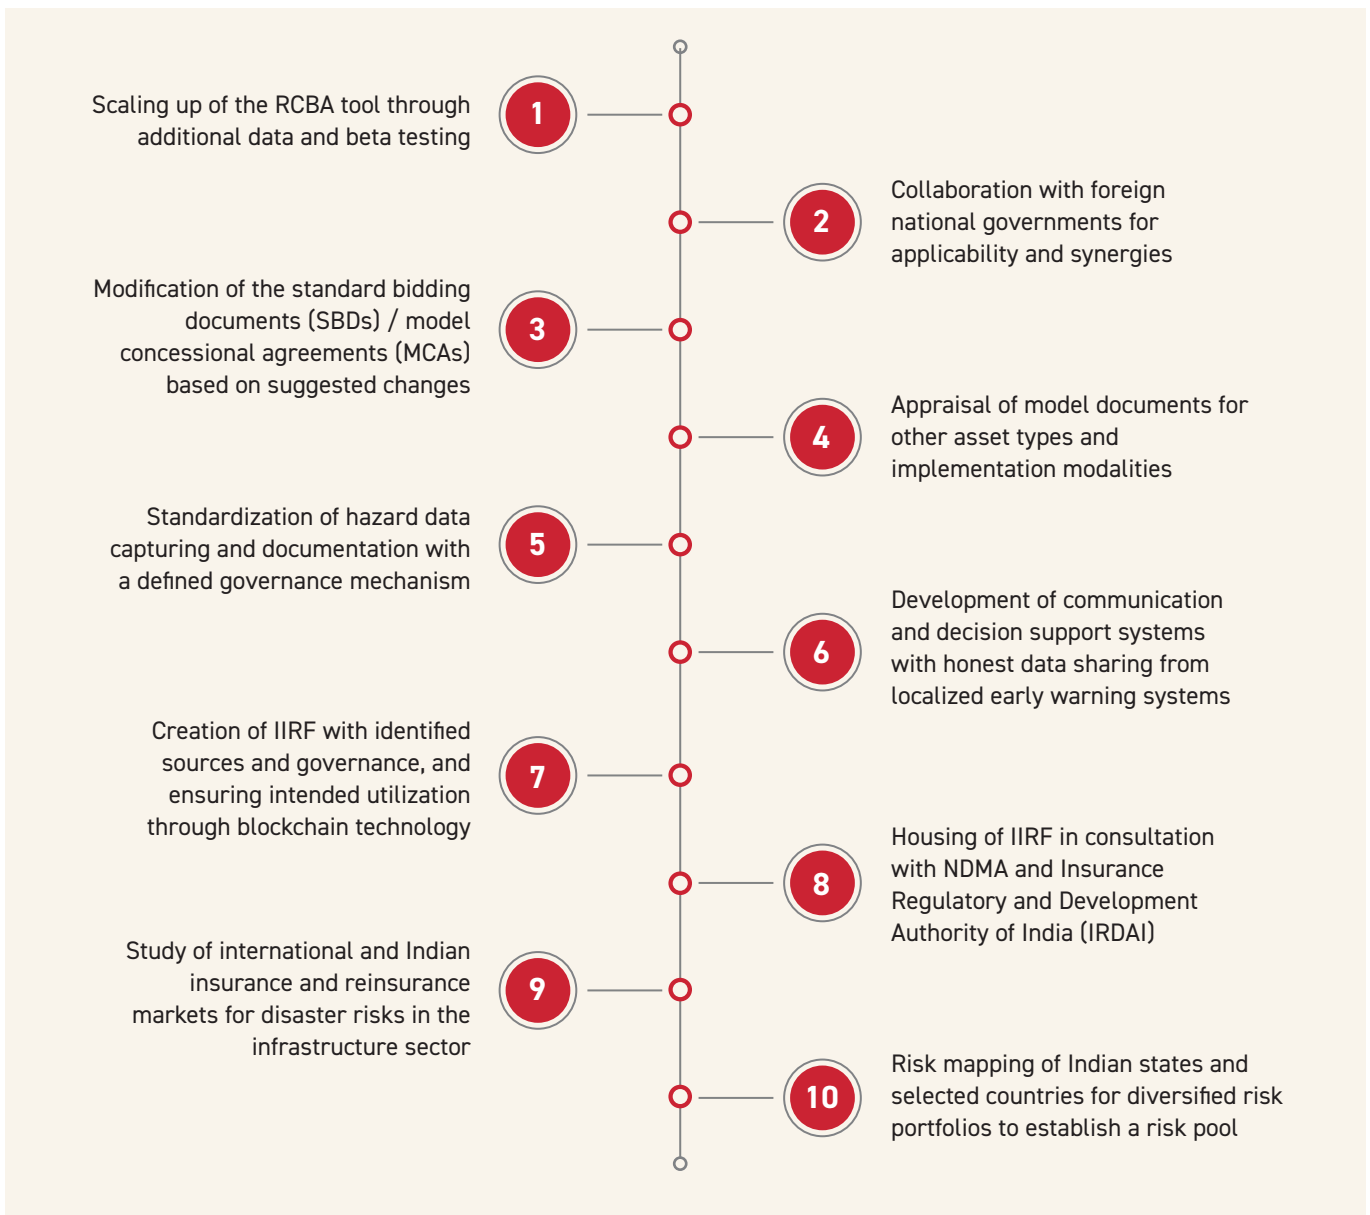 1
Scaling up of the RCBA tool through
additional data and beta testing
2
Collaboration with foreign
national governments for
applicability and synergies
3
Modification of the standard bidding
documents (SBDs) / model
concessional agreements (MCAs)
based on suggested changes
4
Appraisal of model documents for
other asset types and
implementation modalities
5
Standardization of hazard data
capturing and documentation with
a defined governance mechanism
6
Development of communication
and decision support systems
with honest data sharing from
localized early warning systems
7
Creation of IIRF with identified
sources and governance, and
ensuring intended utilization
through blockchain technology
8
Housing of IIRF in consultation
with NDMA and Insurance
Regulatory and Development
Authority of India (IRDAI)
9
Study of international and Indian
insurance and reinsurance
markets for disaster risks in the
infrastructure sector
10
Risk mapping of Indian states and
selected countries for diversified risk
portfolios to establish a risk pool